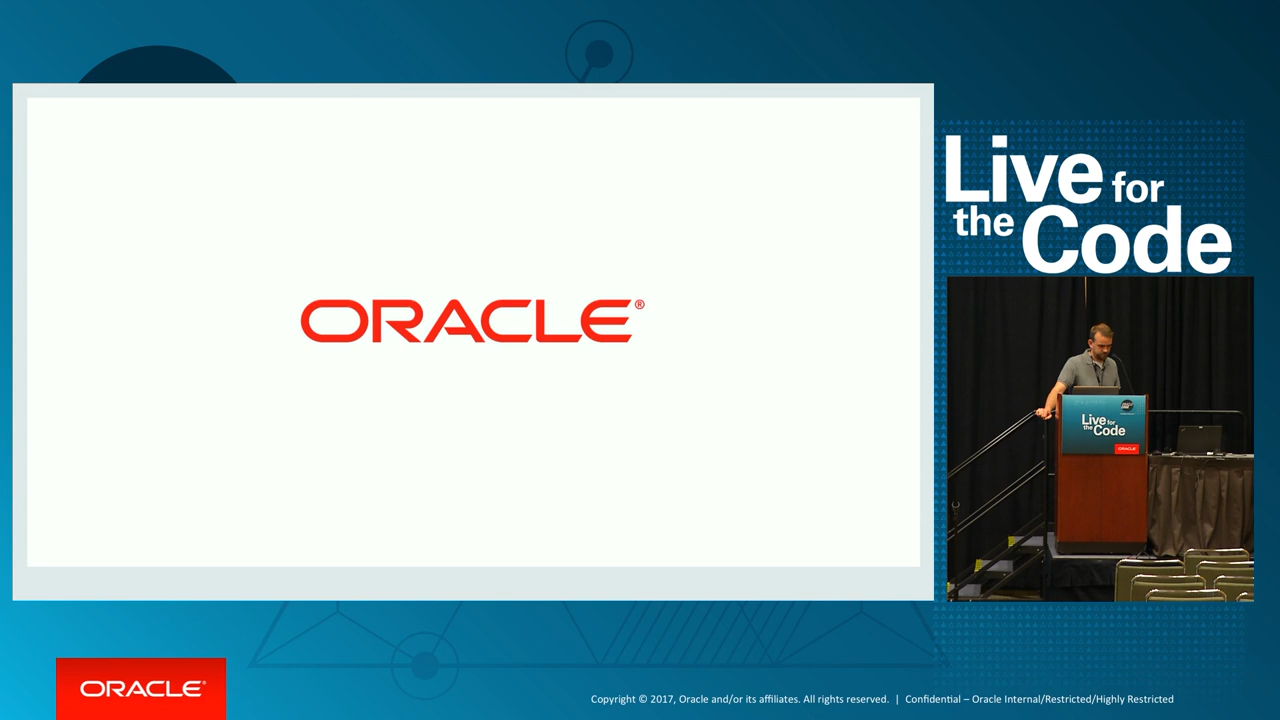 ORACLE®
Live for
the Code
Live for
the Code
ORACLE
ORACLE®
Copyright © 2017, Oracle and/or its affiliates. All rights reserved. | Confidential – Oracle Internal/Restricted/Highly Restricted